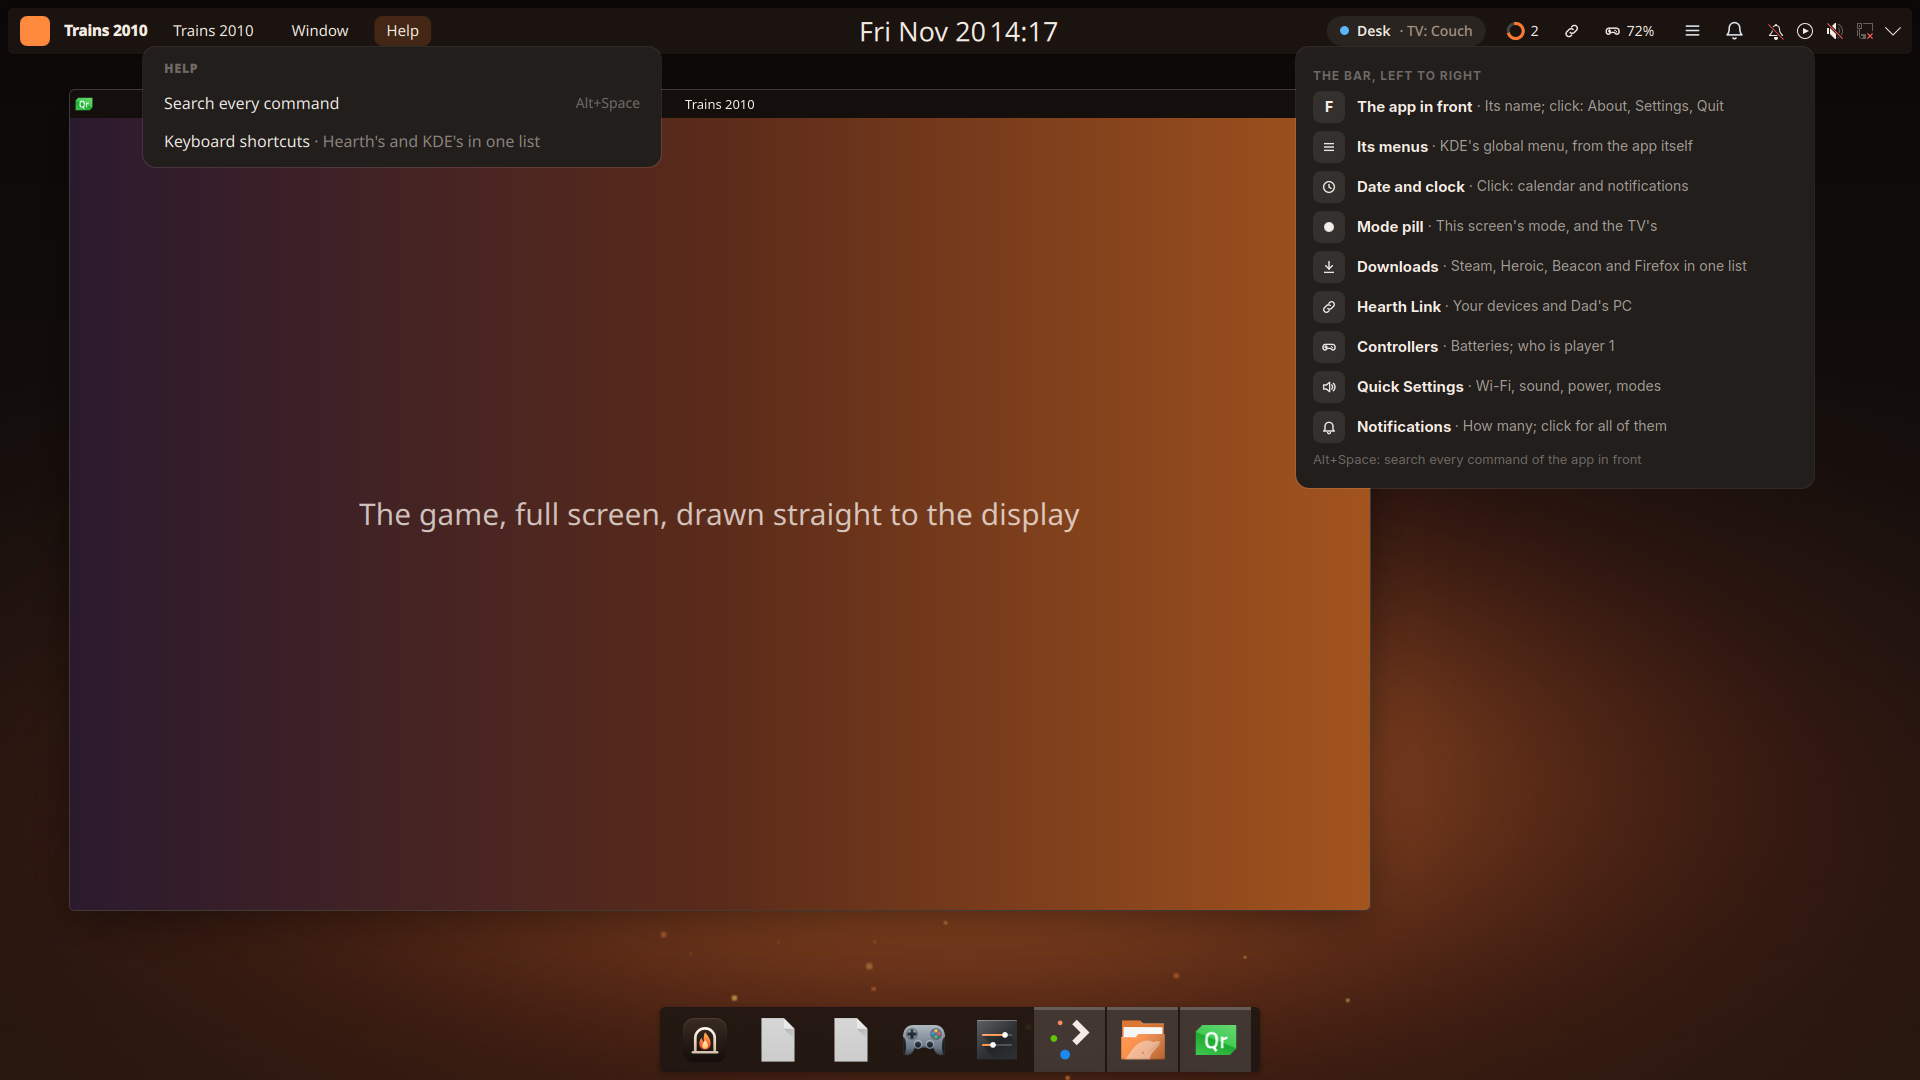 Trains 2010 Trains 2010 Window Help Fri Nov 20 14:17 Desk · TV: Couch 2 72%
HELP
Search every command Alt+Space
Keyboard shortcuts · Hearth's and KDE's in one list
Qr Trains 2010
The game, full screen, drawn straight to the display
THE BAR, LEFT TO RIGHT
F The app in front · Its name; click: About, Settings, Quit
Its menus · KDE's global menu, from the app itself
Date and clock · Click: calendar and notifications
Mode pill · This screen's mode, and the TV's
Downloads · Steam, Heroic, Beacon and Firefox in one list
Hearth Link · Your devices and Dad's PC
Controllers · Batteries; who is player 1
Quick Settings · Wi-Fi, sound, power, modes
Notifications · How many; click for all of them
Alt+Space: search every command of the app in front
Qr